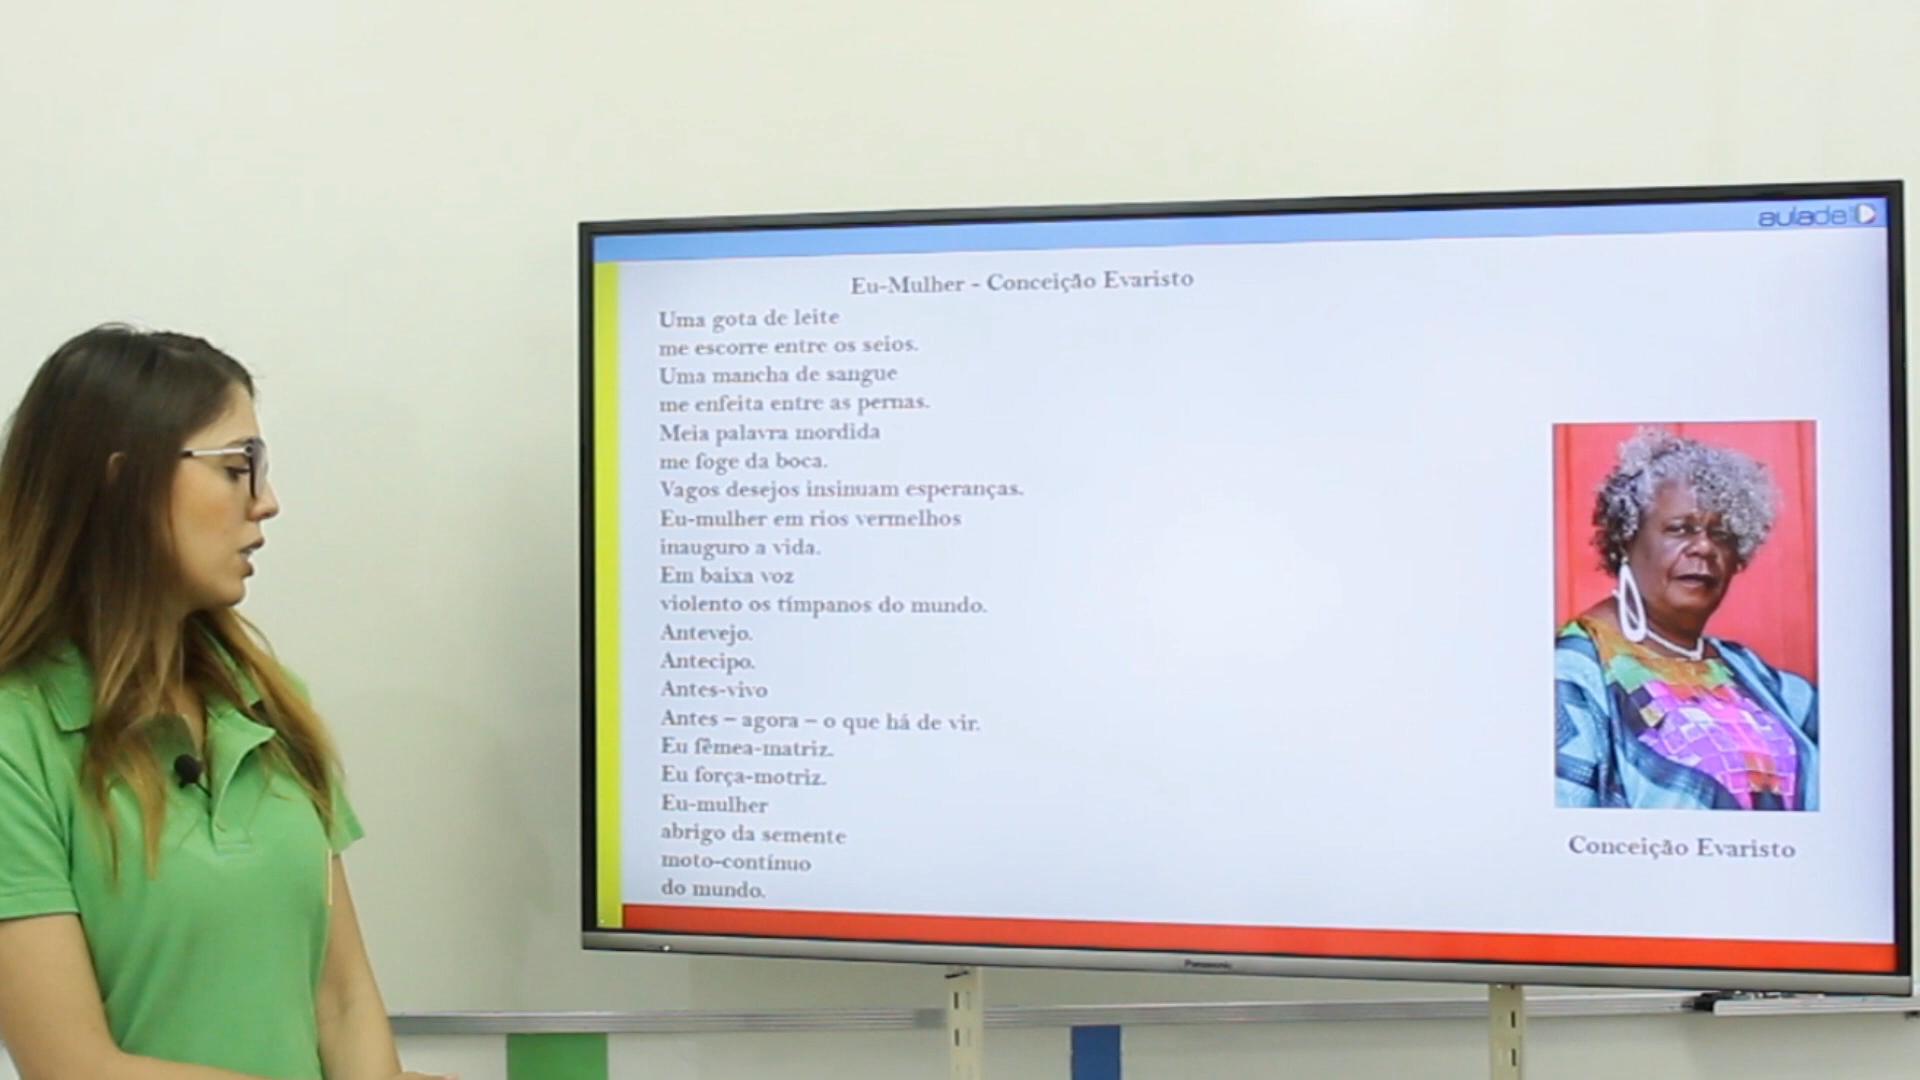 aulade
Eu-Mulher - Conceição Evaristo
Uma gota de leite
me escorre entre os seios.
Uma mancha de sangue
me enfeita entre as pernas.
Meia palavra mordida
me foge da boca.
Vagos desejos insinuam esperanças.
Eu-mulher em rios vermelhos
inauguro a vida.
Em baixa voz
violento os tímpanos do mundo.
Antevejo.
Antecipo.
Antes-vivo
Antes – agora – o que há de vir.
Eu fêmea-matriz.
Eu força-motriz.
Eu-mulher
abrigo da semente
moto-contínuo
do mundo.
Conceição Evaristo
Panasonic